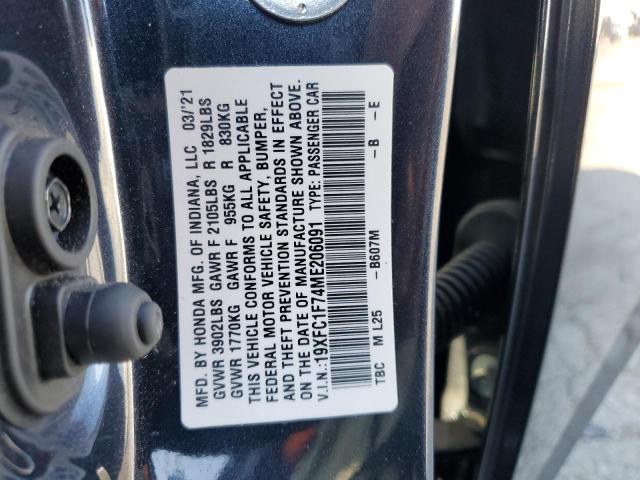 MFD. BY HONDA MFG. OF INDIANA, LLC 03/'21
GVWR 3902LBS GAWR F 2105LBS R 1829LBS
GVWR 1770KG GAWR F 955KG R 830KG
THIS VEHICLE CONFORMS TO ALL APPLICABLE
FEDERAL MOTOR VEHICLE SAFETY, BUMPER,
AND THEFT PREVENTION STANDARDS IN EFFECT
ON THE DATE OF MANUFACTURE SHOWN ABOVE.
V.I.N.:19XFC1F74ME206091 TYPE: PASSENGER CAR
-B607M -B -E
TBC M L25